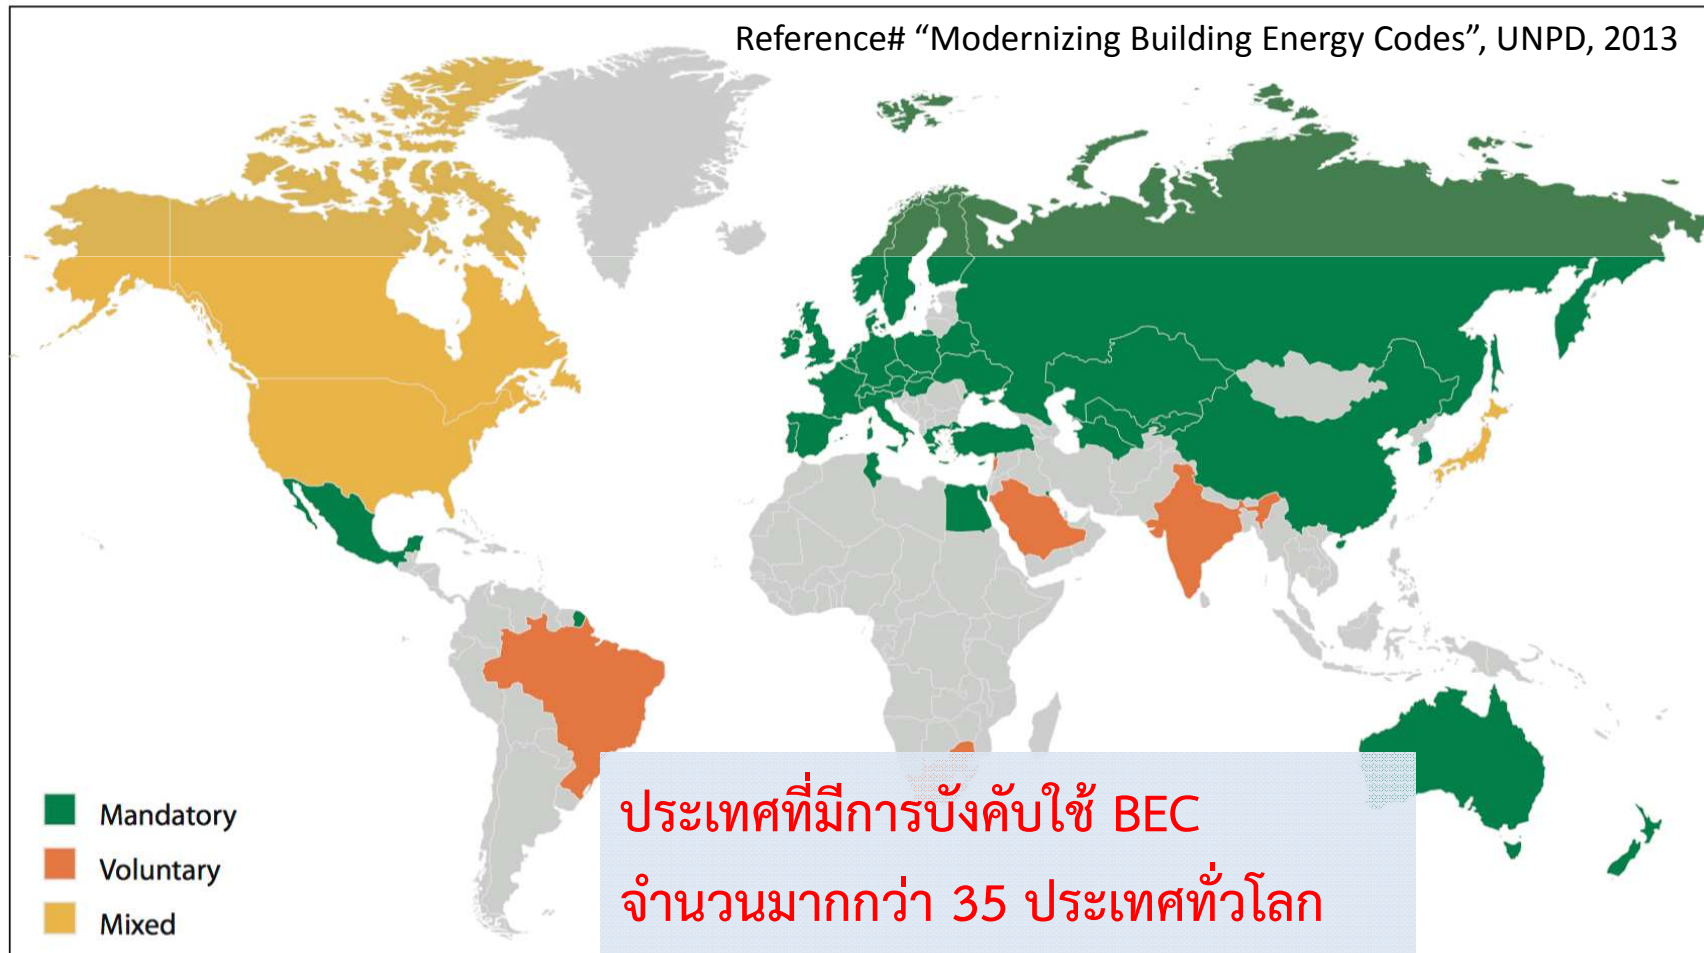 Reference# “Modernizing Building Energy Codes”, UNPD, 2013
Mandatory
Voluntary
Mixed
ประเทศที่มีการบังคับใช้ BEC
จำนวนมากกว่า 35 ประเทศทั่วโลก